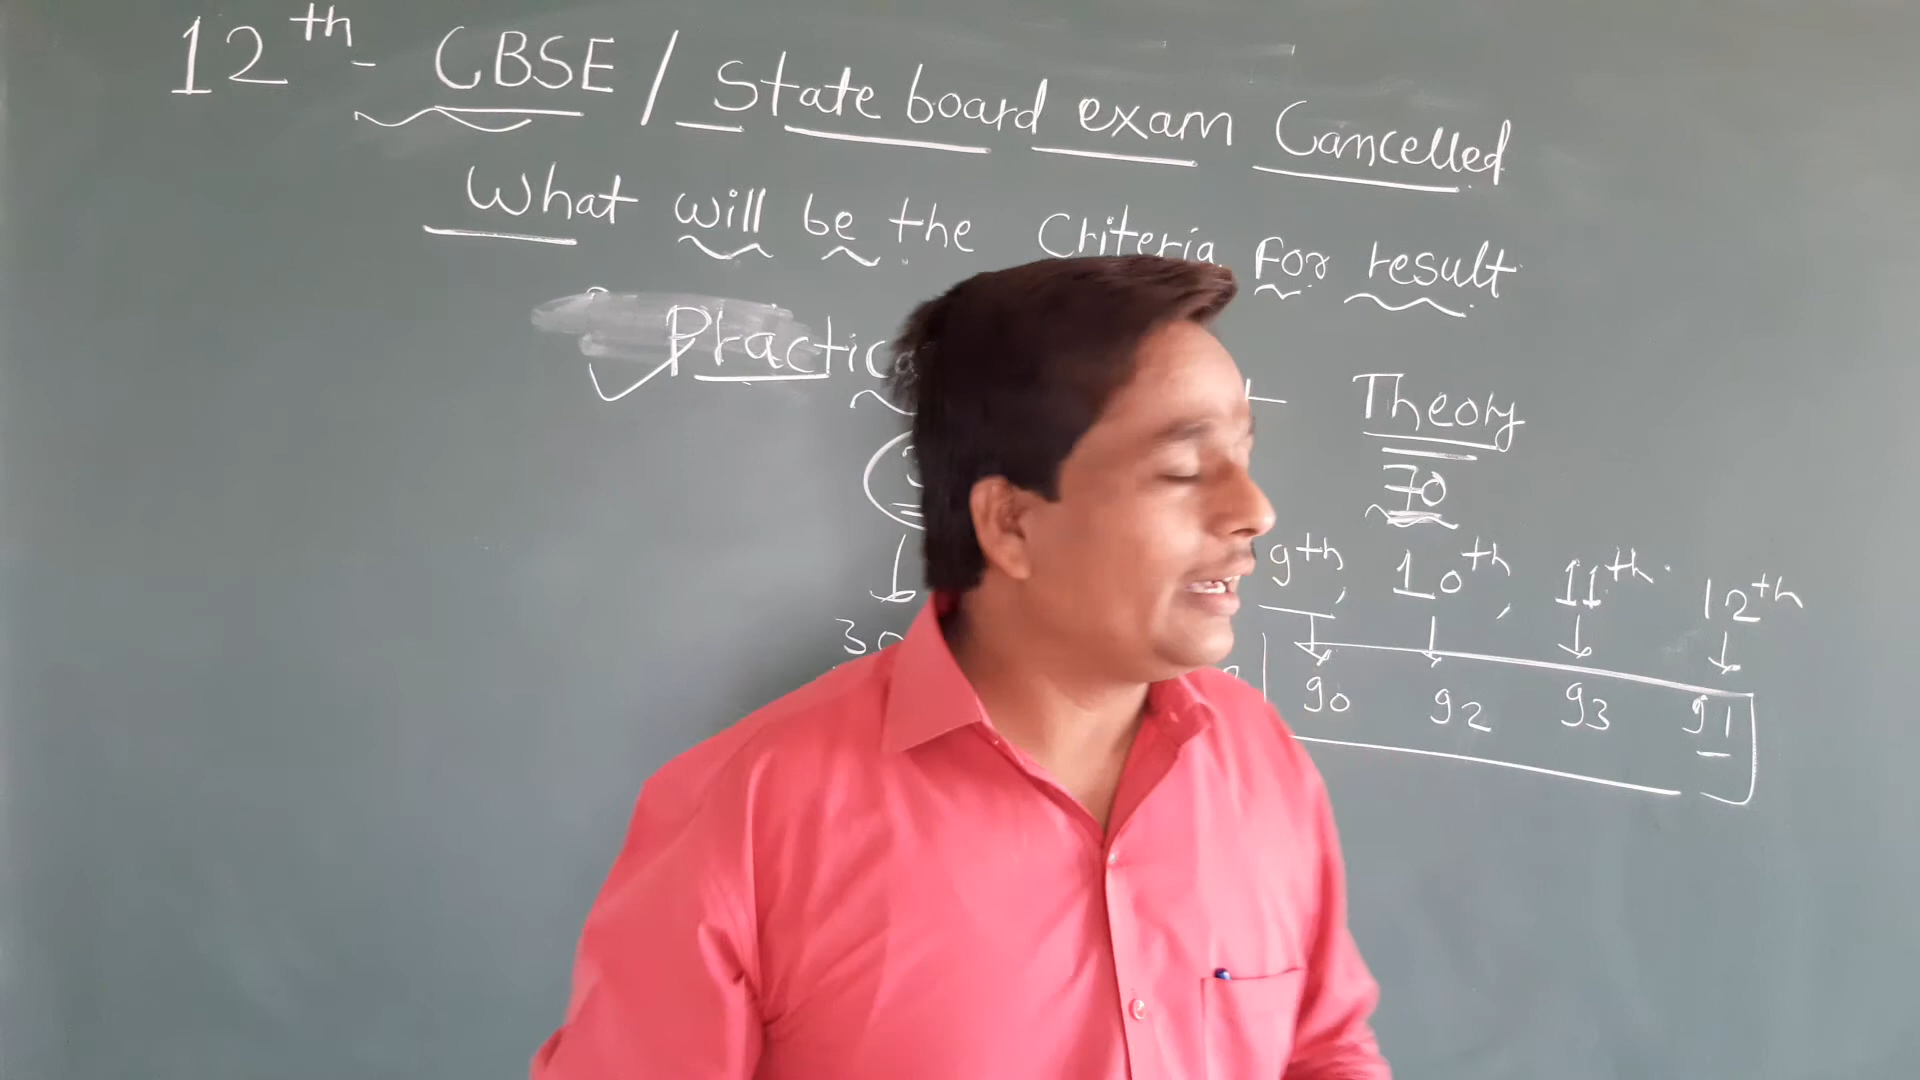 12th - CBSE / State board exam Cancelled
What will be the Criteria For result
Theory
70
9th, 10th, 11th 12th
30
90 92 93 91